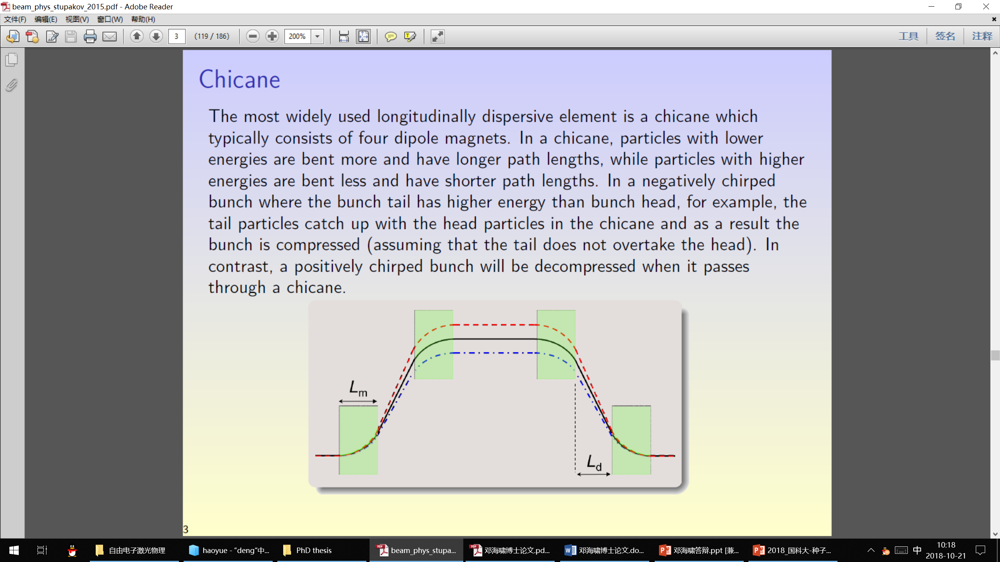 beam_phys_stupakov_2015.pdf - Adobe Reader
文件(F) 编辑(E) 视图(V) 窗口(W) 帮助(H)
3 (119 / 186) 200% 工具 签名 注释
Chicane
The most widely used longitudinally dispersive element is a chicane which
typically consists of four dipole magnets. In a chicane, particles with lower
energies are bent more and have longer path lengths, while particles with higher
energies are bent less and have shorter path lengths. In a negatively chirped
bunch where the bunch tail has higher energy than bunch head, for example, the
tail particles catch up with the head particles in the chicane and as a result the
bunch is compressed (assuming that the tail does not overtake the head). In
contrast, a positively chirped bunch will be decompressed when it passes
through a chicane.
Lm
Ld
3
自由电子激光物理 haoyue - “deng”中... PhD thesis beam_phys_stupa... 邓海啸博士论文.pd... 邓海啸博士论文.do... 邓海啸答辩.ppt [兼... 2018_国科大-种子... 中 10:18
2018-10-21